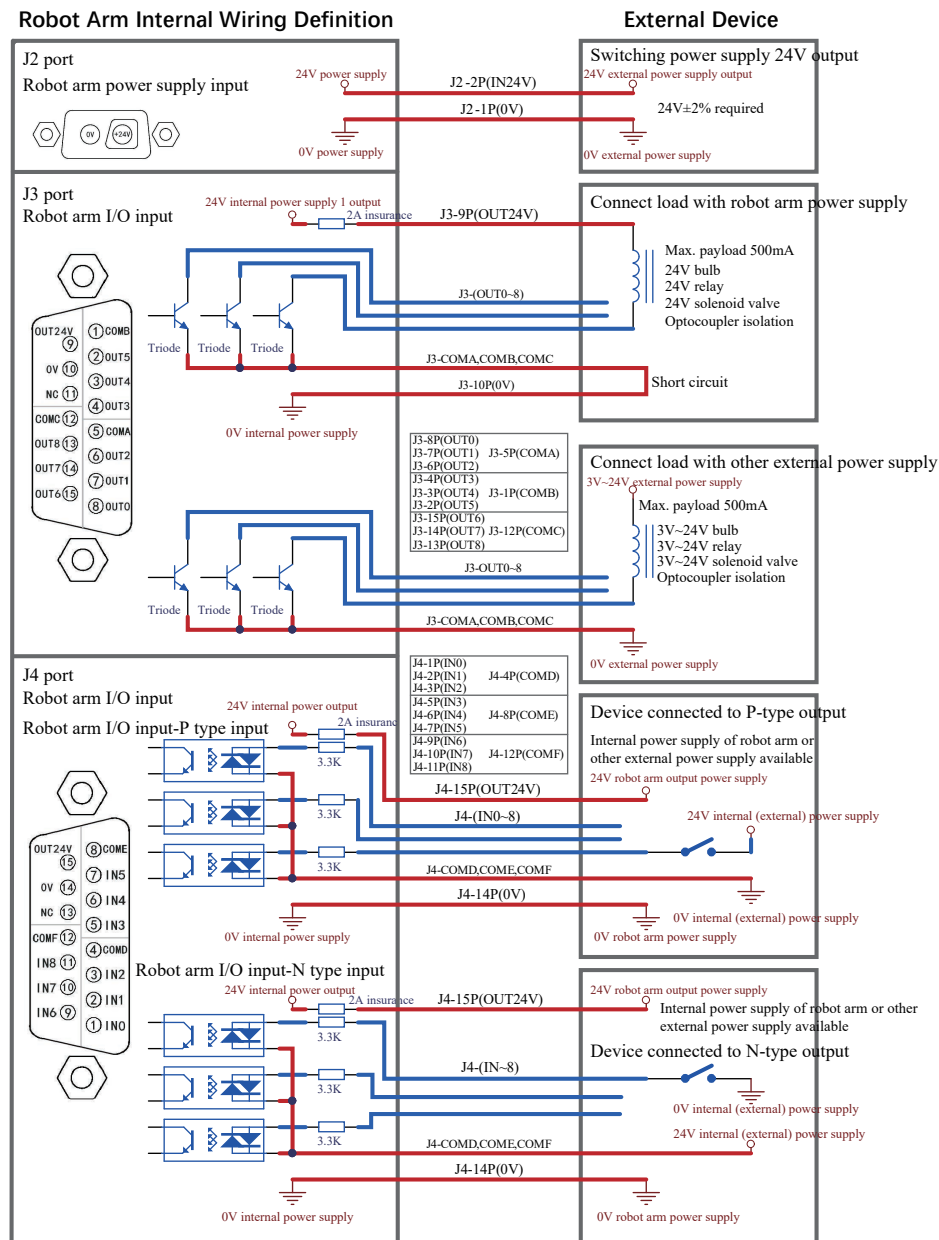 Robot Arm Internal Wiring Definition
External Device
J2 port
Robot arm power supply input
0V
+24V
24V power supply
0V power supply
J2-2P(IN24V)
J2-1P(0V)
Switching power supply 24V output
24V external power supply output
24V±2% required
0V external power supply
J3 port
Robot arm I/O input
24V internal power supply 1 output
2A insurance
J3-9P(OUT24V)
J3-(OUT0~8)
Triode
Triode
Triode
J3-COMA,COMB,COMC
J3-10P(0V)
0V internal power supply
Connect load with robot arm power supply
Max. payload 500mA
24V bulb
24V relay
24V solenoid valve
Optocoupler isolation
Short circuit
OUT24V
9
0V 10
NC 11
COMC 12
OUT8 13
OUT7 14
OUT6 15
1 COMB
2 OUT5
3 OUT4
4 OUT3
5 COMA
6 OUT2
7 OUT1
8 OUT0
J3-8P(OUT0)
J3-7P(OUT1) J3-5P(COMA)
J3-6P(OUT2)
J3-4P(OUT3)
J3-3P(OUT4) J3-1P(COMB)
J3-2P(OUT5)
J3-15P(OUT6)
J3-14P(OUT7) J3-12P(COMC)
J3-13P(OUT8)
Connect load with other external power supply
3V~24V external power supply
Max. payload 500mA
3V~24V bulb
3V~24V relay
3V~24V solenoid valve
Optocoupler isolation
J3-OUT0~8
Triode
Triode
Triode
J3-COMA,COMB,COMC
0V external power supply
J4 port
Robot arm I/O input
Robot arm I/O input-P type input
24V internal power output
2A insuranc
3.3K
3.3K
J4-1P(IN0)
J4-2P(IN1) J4-4P(COMD)
J4-3P(IN2)
J4-5P(IN3)
J4-6P(IN4) J4-8P(COME)
J4-7P(IN5)
J4-9P(IN6)
J4-10P(IN7) J4-12P(COMF)
J4-11P(IN8)
J4-15P(OUT24V)
J4-(IN0~8)
J4-COMD,COME,COMF
J4-14P(0V)
0V internal power supply
Device connected to P-type output
Internal power supply of robot arm or
other external power supply available
24V robot arm output power supply
24V internal (external) power supply
0V internal (external) power supply
0V robot arm power supply
OUT24V
15
0V 14
NC 13
COMF 12
IN8 11
IN7 10
IN6 9
8 COME
7 IN5
6 IN4
5 IN3
4 COMD
3 IN2
2 IN1
1 IN0
Robot arm I/O input-N type input
24V internal power output
2A insurance
3.3K
3.3K
3.3K
J4-15P(OUT24V)
J4-(IN~8)
J4-COMD,COME,COMF
J4-14P(0V)
0V internal power supply
24V robot arm output power supply
Internal power supply of robot arm or other
external power supply available
Device connected to N-type output
0V internal (external) power supply
24V internal (external) power supply
0V robot arm power supply